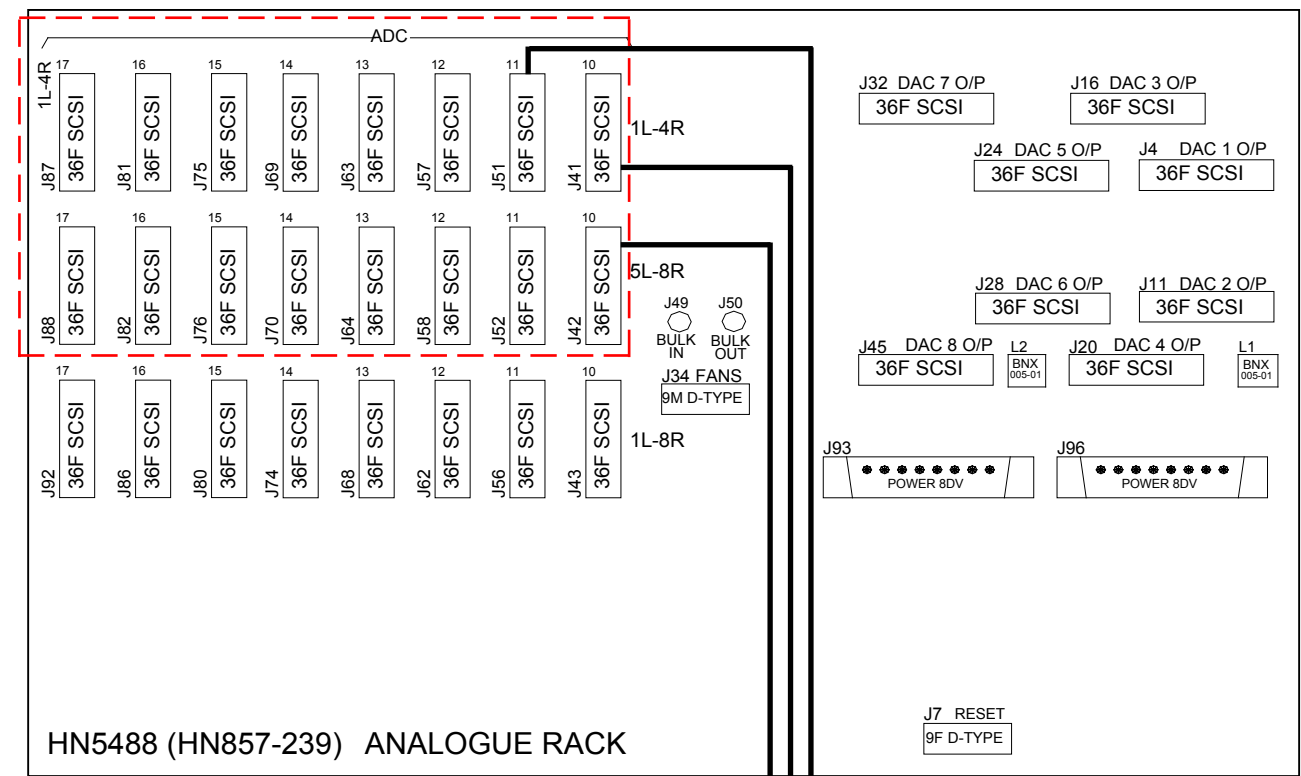 ADC
1L-4R
17 16 15 14 13 12 11 10
J87 36F SCSI
J81 36F SCSI
J75 36F SCSI
J69 36F SCSI
J63 36F SCSI
J57 36F SCSI
J51 36F SCSI
J41 36F SCSI
1L-4R
17 16 15 14 13 12 11 10
J88 36F SCSI
J82 36F SCSI
J76 36F SCSI
J70 36F SCSI
J64 36F SCSI
J58 36F SCSI
J52 36F SCSI
J42 36F SCSI
5L-8R
17 16 15 14 13 12 11 10
J92 36F SCSI
J86 36F SCSI
J80 36F SCSI
J74 36F SCSI
J68 36F SCSI
J62 36F SCSI
J56 36F SCSI
J43 36F SCSI
1L-8R
J49
BULK
IN
J50
BULK
OUT
J34 FANS
9M D-TYPE
J32 DAC 7 O/P
36F SCSI
J16 DAC 3 O/P
36F SCSI
J24 DAC 5 O/P
36F SCSI
J4 DAC 1 O/P
36F SCSI
J28 DAC 6 O/P
36F SCSI
J11 DAC 2 O/P
36F SCSI
J45 DAC 8 O/P
36F SCSI
L2
BNX
005-01
J20 DAC 4 O/P
36F SCSI
L1
BNX
005-01
J93
POWER 8DV
J96
POWER 8DV
J7 RESET
9F D-TYPE
HN5488 (HN857-239) ANALOGUE RACK